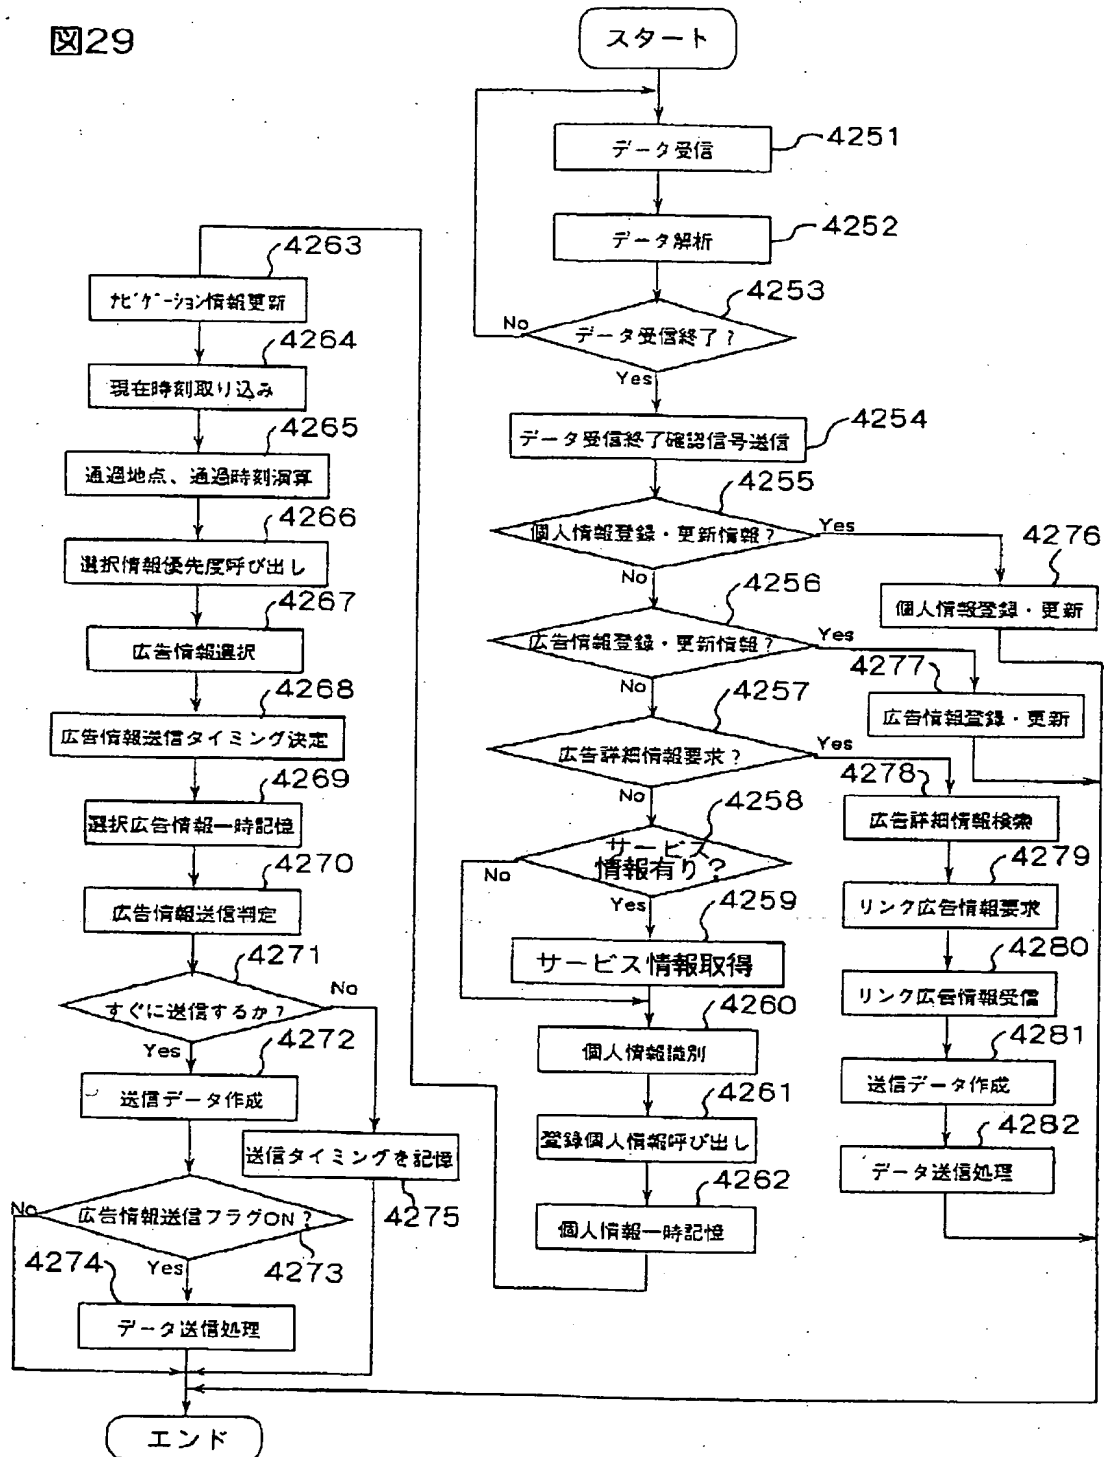 図29
スタート
データ受信
4251
データ解析
4252
データ受信終了?
4253
No
Yes
データ受信終了確認信号送信
4254
個人情報登録・更新情報?
4255
Yes
No
4276
個人情報登録・更新
広告情報登録・更新情報?
4256
Yes
No
4277
広告情報登録・更新
広告詳細情報要求?
4257
Yes
No
4278
広告詳細情報検索
4279
リンク広告情報要求
4280
リンク広告情報受信
4281
送信データ作成
4282
データ送信処理
サービス
情報有り?
4258
No
Yes
4259
サービス情報取得
4260
個人情報識別
4261
登録個人情報呼び出し
4262
個人情報一時記憶
4263
ナビゲーション情報更新
4264
現在時刻取り込み
4265
通過地点、通過時刻演算
4266
選択情報優先度呼び出し
4267
広告情報選択
4268
広告情報送信タイミング決定
4269
選択広告情報一時記憶
4270
広告情報送信判定
4271
すぐに送信するか?
No
Yes
4272
送信データ作成
送信タイミングを記憶
4275
広告情報送信フラグON?
4273
No
Yes
4274
データ送信処理
エンド